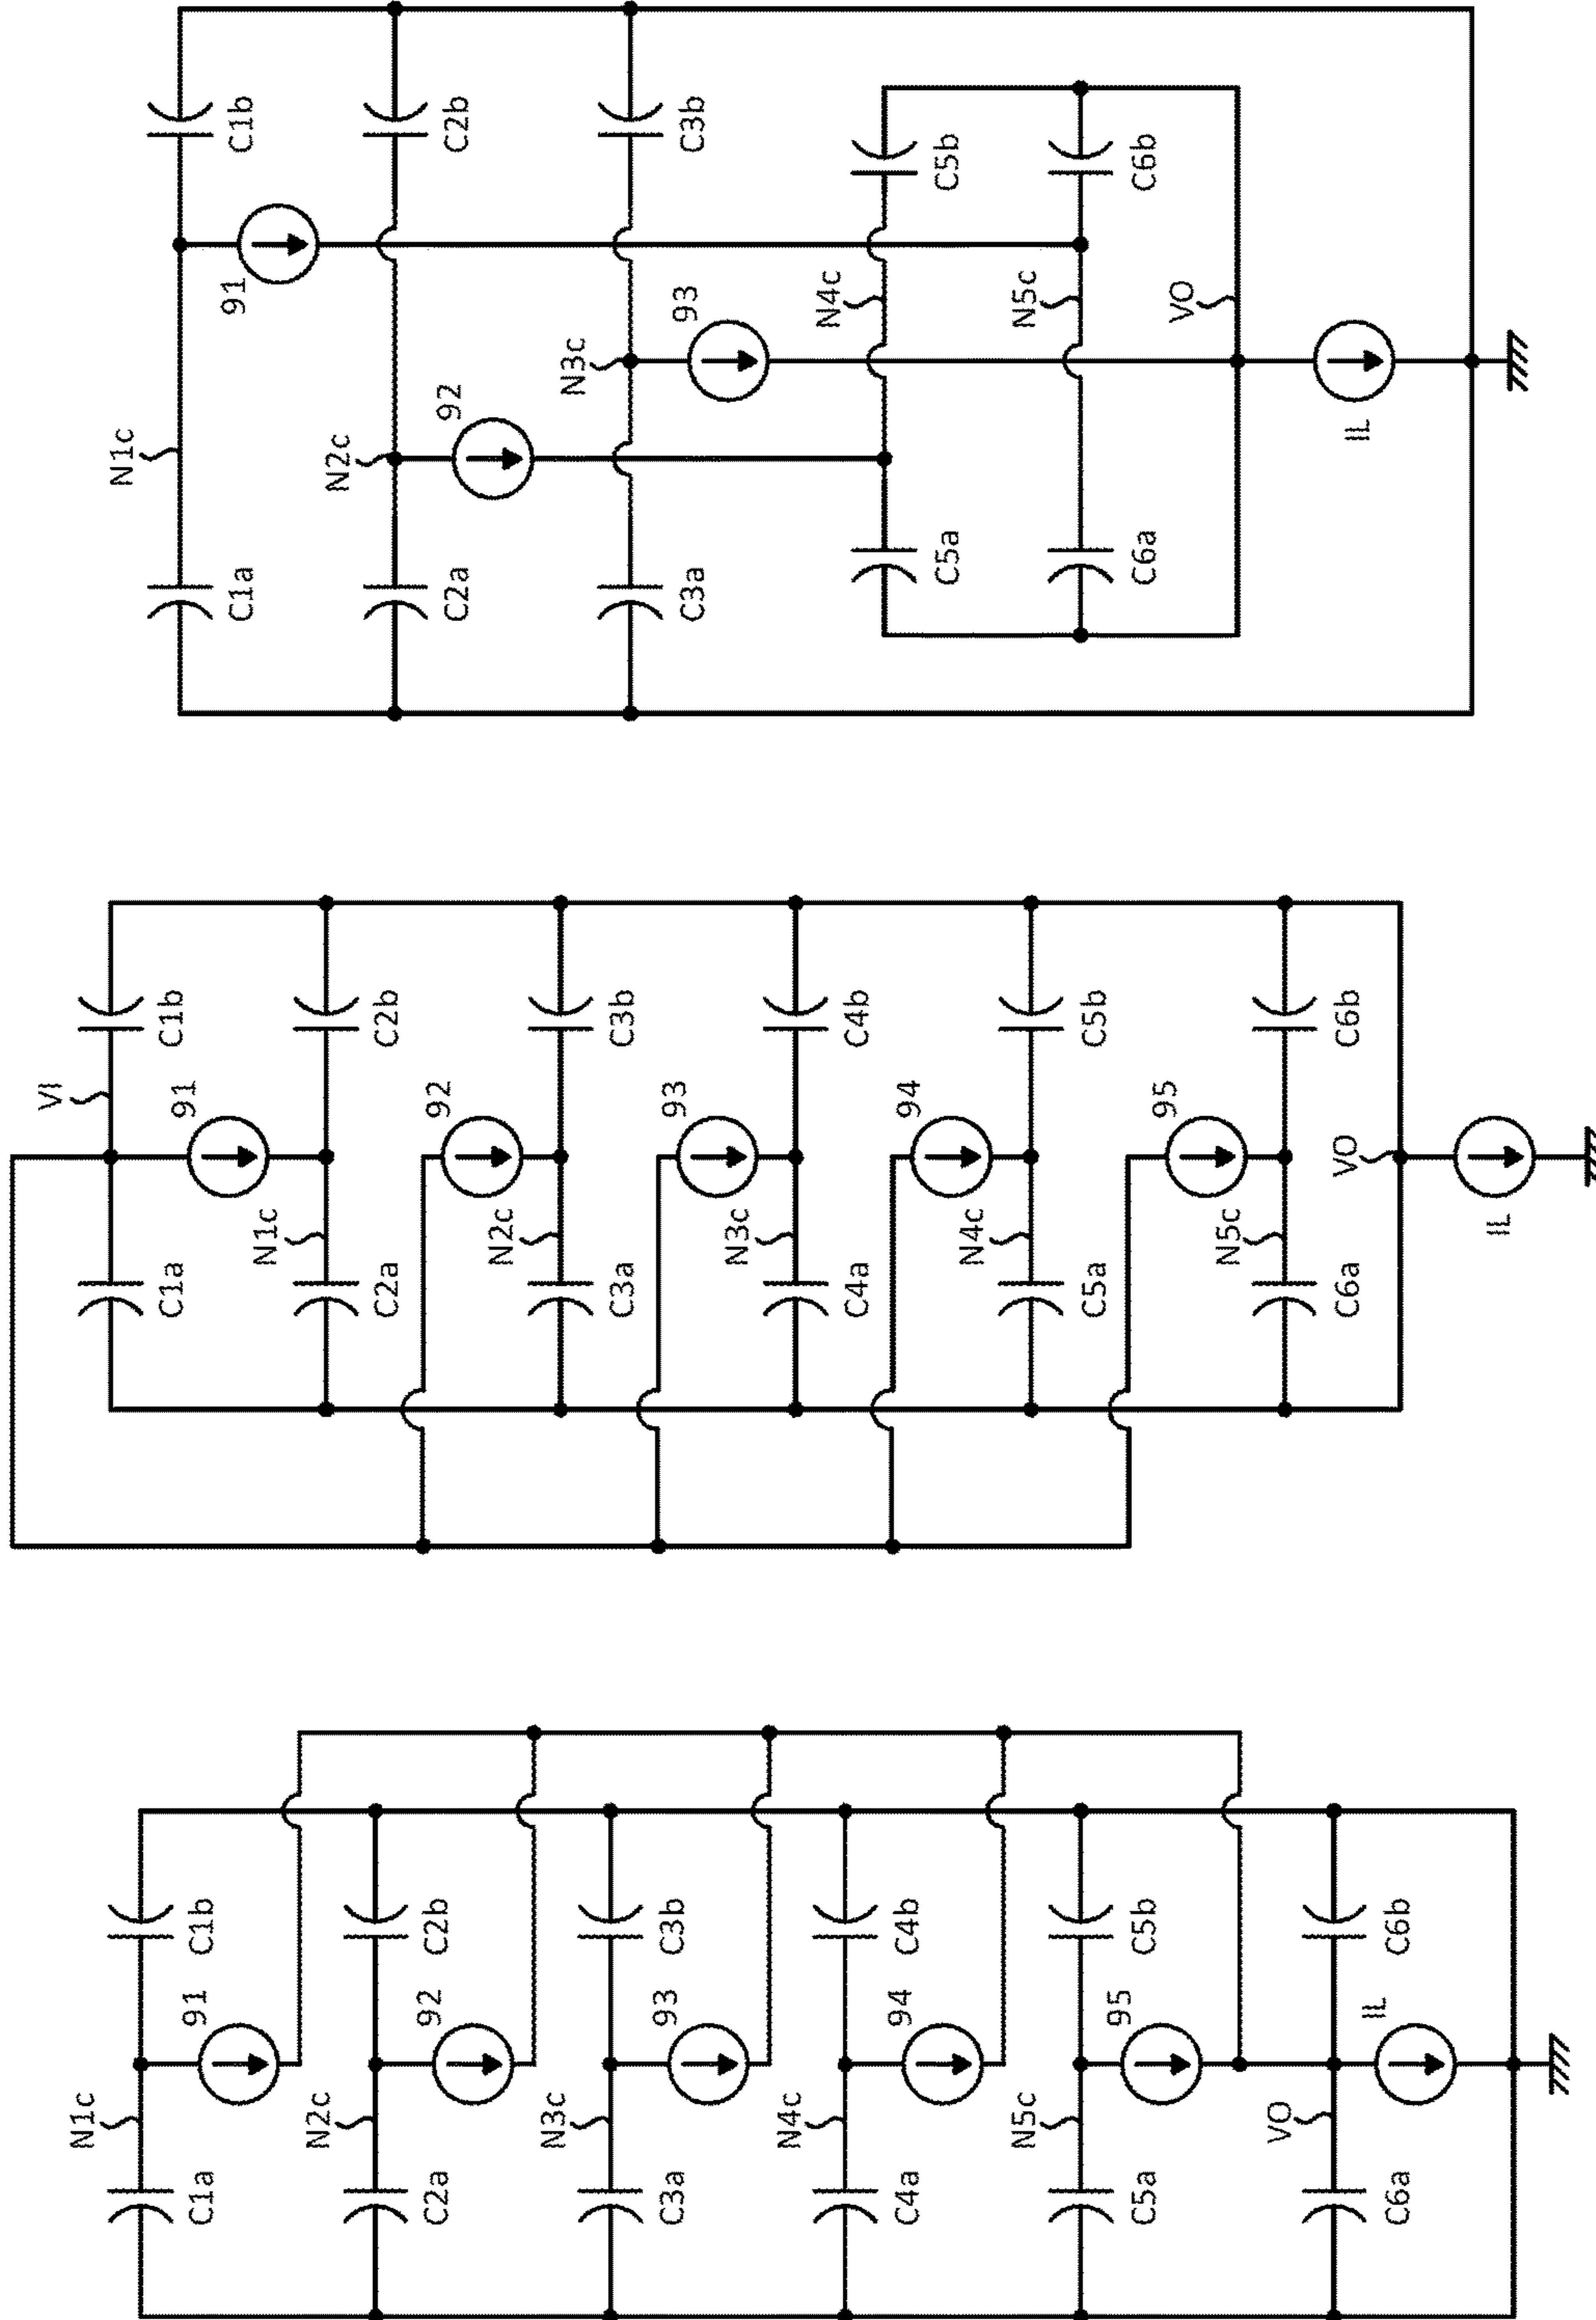 C1a
N1c
91
C1b
C2a
N2c
92
C2b
C3a
N3c
93
C3b
C5a
N4c
C5b
C6a
N5c
C6b
VO
IL
C1a
VI
C1b
91
N1c
C2a
C2b
92
N2c
C3a
C3b
93
N3c
C4a
C4b
94
N4c
C5a
C5b
95
N5c
C6a
C6b
VO
IL
N1c
C1a
91
C1b
N2c
C2a
92
C2b
N3c
C3a
93
C3b
N4c
C4a
94
C4b
N5c
C5a
95
C5b
VO
C6a
IL
C6b